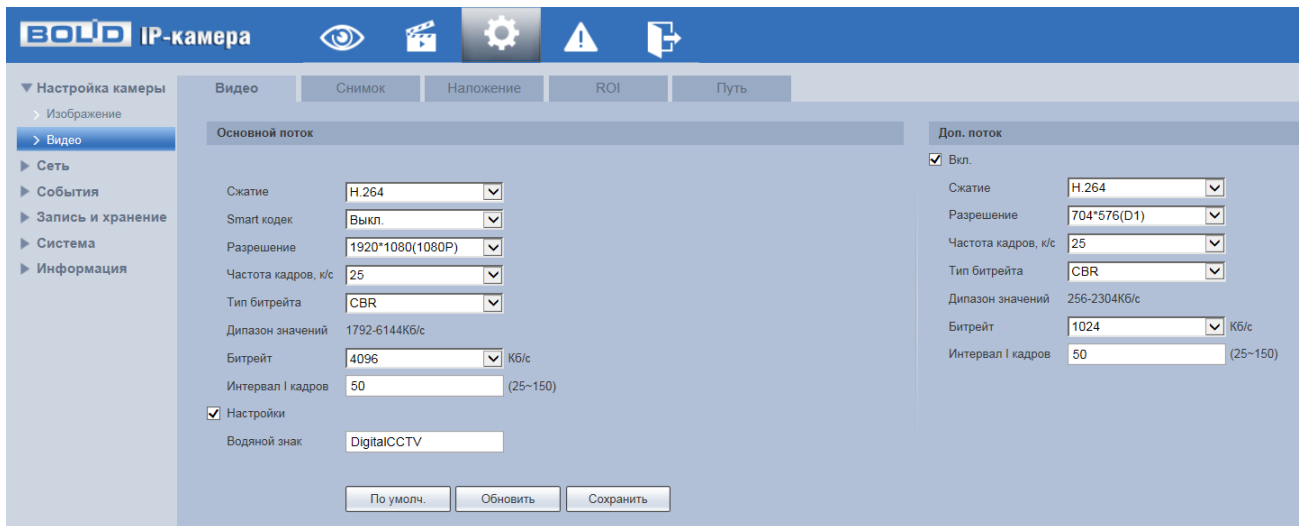 BOLID IP-камера
Настройка камеры
Изображение
Видео
Сеть
События
Запись и хранение
Система
Информация
Видео
Снимок
Наложение
ROI
Путь
Основной поток
Сжатие H.264
Smart кодек Выкл.
Разрешение 1920*1080(1080P)
Частота кадров, к/с 25
Тип битрейта CBR
Дипазон значений 1792-6144Кб/с
Битрейт 4096 Кб/с
Интервал I кадров 50 (25~150)
Настройки
Водяной знак DigitalCCTV
По умолч. Обновить Сохранить
Доп. поток
Вкл.
Сжатие H.264
Разрешение 704*576(D1)
Частота кадров, к/с 25
Тип битрейта CBR
Дипазон значений 256-2304Кб/с
Битрейт 1024 Кб/с
Интервал I кадров 50 (25~150)